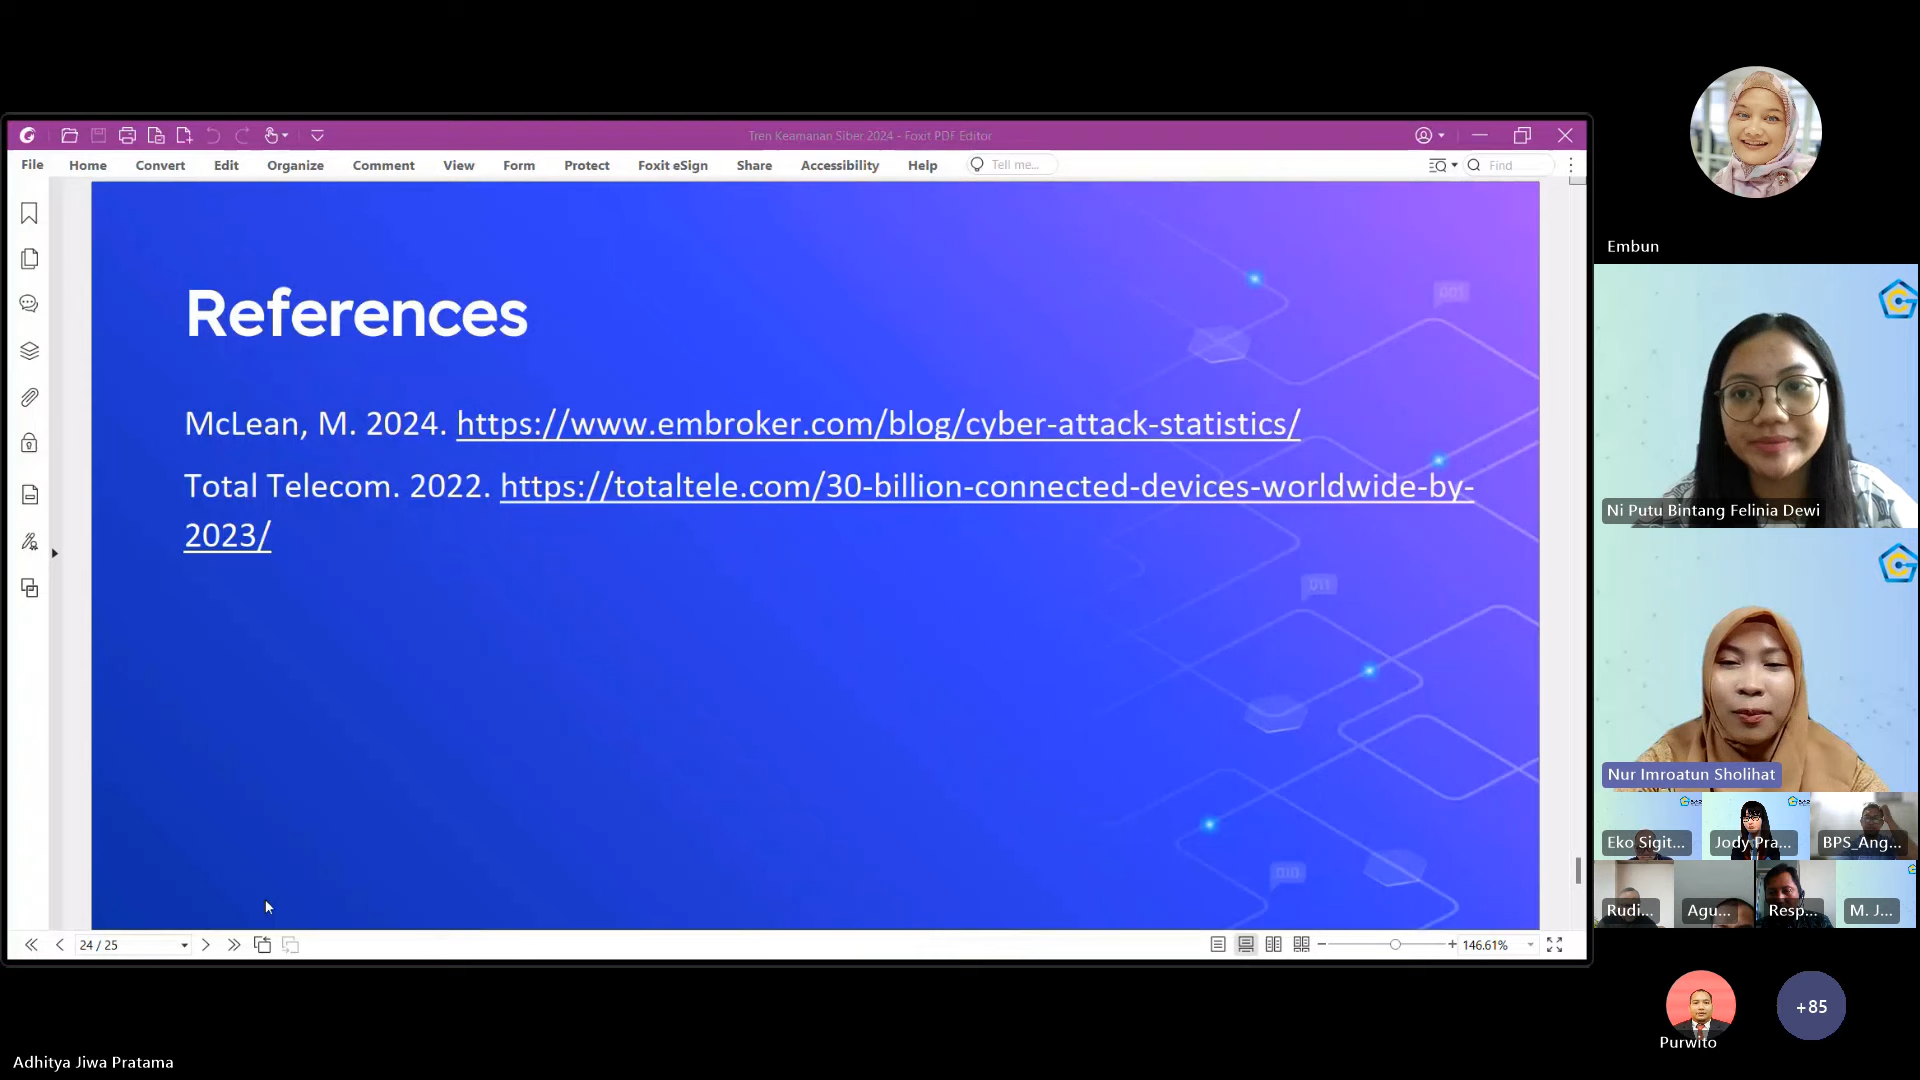 Tren Keamanan Siber 2024 - Foxit PDF Editor
File Home Convert Edit Organize Comment View Form Protect Foxit eSign Share Accessibility Help Tell me... Find
References
McLean, M. 2024. https://www.embroker.com/blog/cyber-attack-statistics/
Total Telecom. 2022. https://totaltele.com/30-billion-connected-devices-worldwide-by-
2023/
001
011
010
24 / 25
146.61%
Embun
Ni Putu Bintang Felinia Dewi
Nur Imroatun Sholihat
Eko Sigit...
Jody Pra...
BPS_Ang...
Rudi...
Agu...
Resp...
M. J...
Purwito
+85
Adhitya Jiwa Pratama